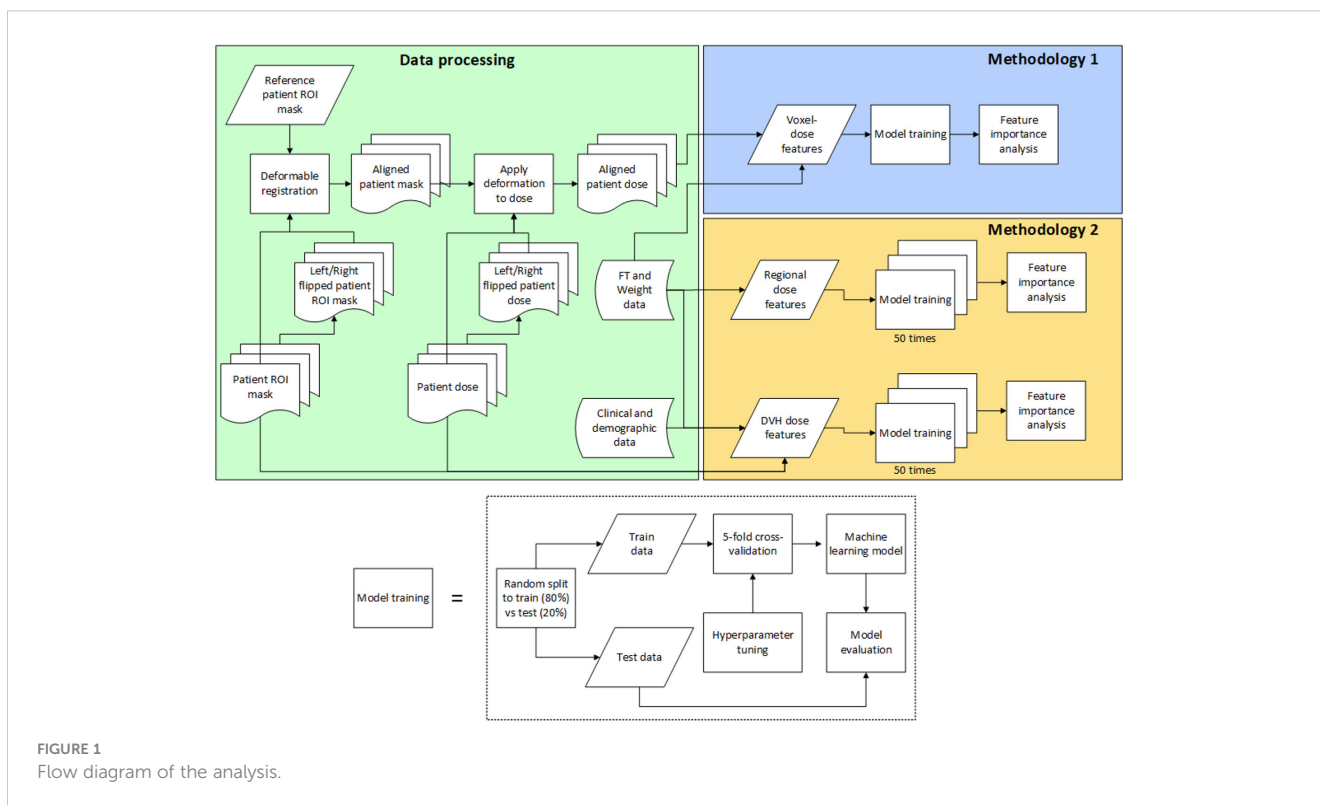 Data processing
Reference
patient ROI
mask
Deformable
registration
Aligned
patient mask
Apply
deformation
to dose
Aligned
patient dose
Left/Right
flipped patient
ROI mask
Left/Right
flipped patient
dose
FT and
Weight data
Patient ROI
mask
Patient dose
Clinical and
demographic
data
Methodology 1
Voxel-
dose
features
Model training
Feature
importance
analysis
Methodology 2
Regional
dose
features
Model training
50 times
Feature
importance
analysis
DVH dose
features
Model training
50 times
Feature
importance
analysis
Model training
=
Random split
to train (80%)
vs test (20%)
Train
data
5-fold cross-
validation
Machine
learning model
Test data
Hyperparameter
tuning
Model
evaluation
FIGURE 1
Flow diagram of the analysis.